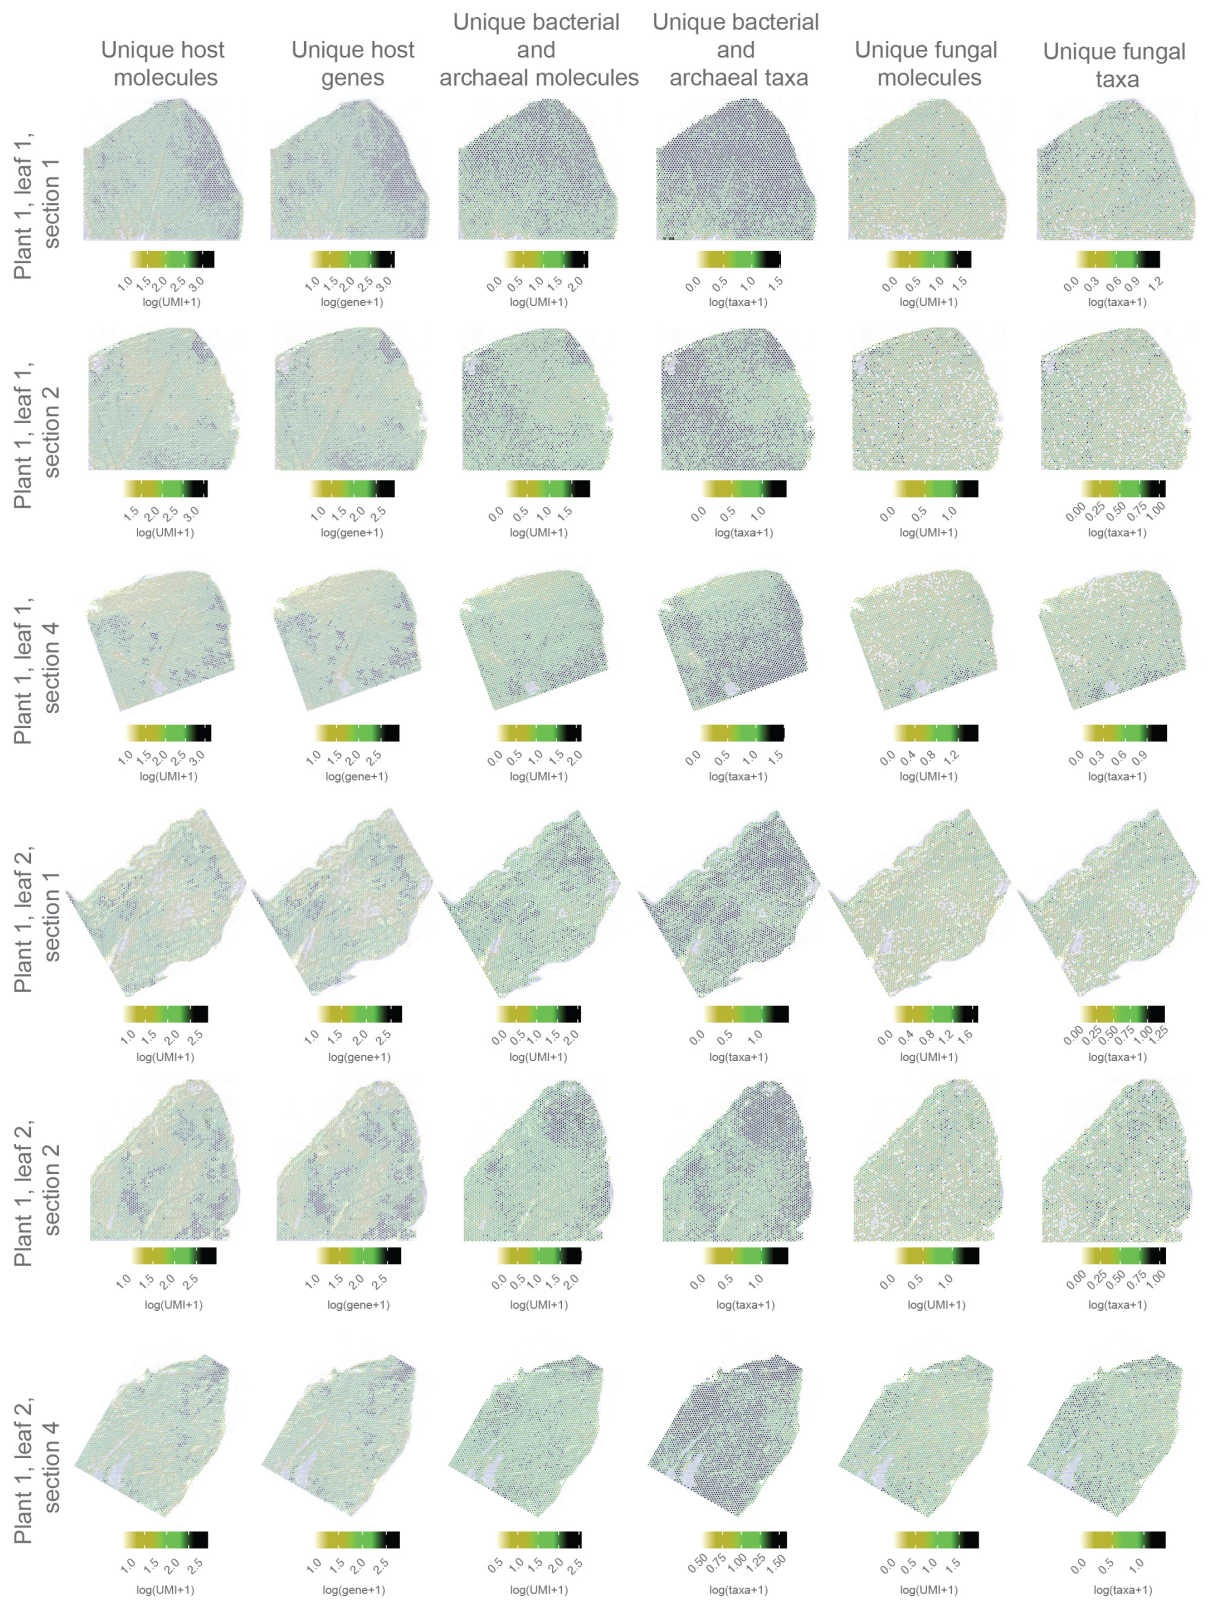 Unique host
molecules
Unique host
genes
Unique bacterial
and
archaeal molecules
Unique bacterial
and
archaeal taxa
Unique fungal
molecules
Unique fungal
taxa
Plant 1, leaf 1,
section 1
1.0 1.5 2.0 2.5 3.0
log(UMI+1)
1.0 1.5 2.0 2.5 3.0
log(gene+1)
0.0 0.5 1.0 1.5 2.0
log(UMI+1)
0.0 0.5 1.0 1.5
log(taxa+1)
0.0 0.5 1.0 1.5
log(UMI+1)
0.0 0.3 0.6 0.9 1.2
log(taxa+1)
Plant 1, leaf 1,
section 2
1.5 2.0 2.5 3.0
log(UMI+1)
1.0 1.5 2.0 2.5
log(gene+1)
0.0 0.5 1.0 1.5
log(UMI+1)
0.0 0.5 1.0
log(taxa+1)
0.0 0.5 1.0
log(UMI+1)
0.00 0.25 0.50 0.75 1.00
log(taxa+1)
Plant 1, leaf 1,
section 4
1.0 1.5 2.0 2.5 3.0
log(UMI+1)
1.0 1.5 2.0 2.5
log(gene+1)
0.0 0.5 1.0 1.5 2.0
log(UMI+1)
0.0 0.5 1.0 1.5
log(taxa+1)
0.0 0.4 0.8 1.2
log(UMI+1)
0.0 0.3 0.6 0.9
log(taxa+1)
Plant 1, leaf 2,
section 1
1.0 1.5 2.0 2.5
log(UMI+1)
1.0 1.5 2.0 2.5
log(gene+1)
0.0 0.5 1.0 1.5 2.0
log(UMI+1)
0.0 0.5 1.0
log(taxa+1)
0.0 0.4 0.8 1.2 1.6
log(UMI+1)
0.00 0.25 0.50 0.75 1.00 1.25
log(taxa+1)
Plant 1, leaf 2,
section 2
1.0 1.5 2.0 2.5
log(UMI+1)
1.0 1.5 2.0 2.5
log(gene+1)
0.0 0.5 1.0 1.5 2.0
log(UMI+1)
0.0 0.5 1.0
log(taxa+1)
0.0 0.5 1.0
log(UMI+1)
0.00 0.25 0.50 0.75 1.00
log(taxa+1)
Plant 1, leaf 2,
section 4
1.0 1.5 2.0 2.5
log(UMI+1)
1.0 1.5 2.0 2.5
log(gene+1)
0.5 1.0 1.5 2.0 2.5
log(UMI+1)
0.50 0.75 1.00 1.25 1.50
log(taxa+1)
0.0 0.5 1.0 1.5
log(UMI+1)
0.0 0.5 1.0
log(taxa+1)